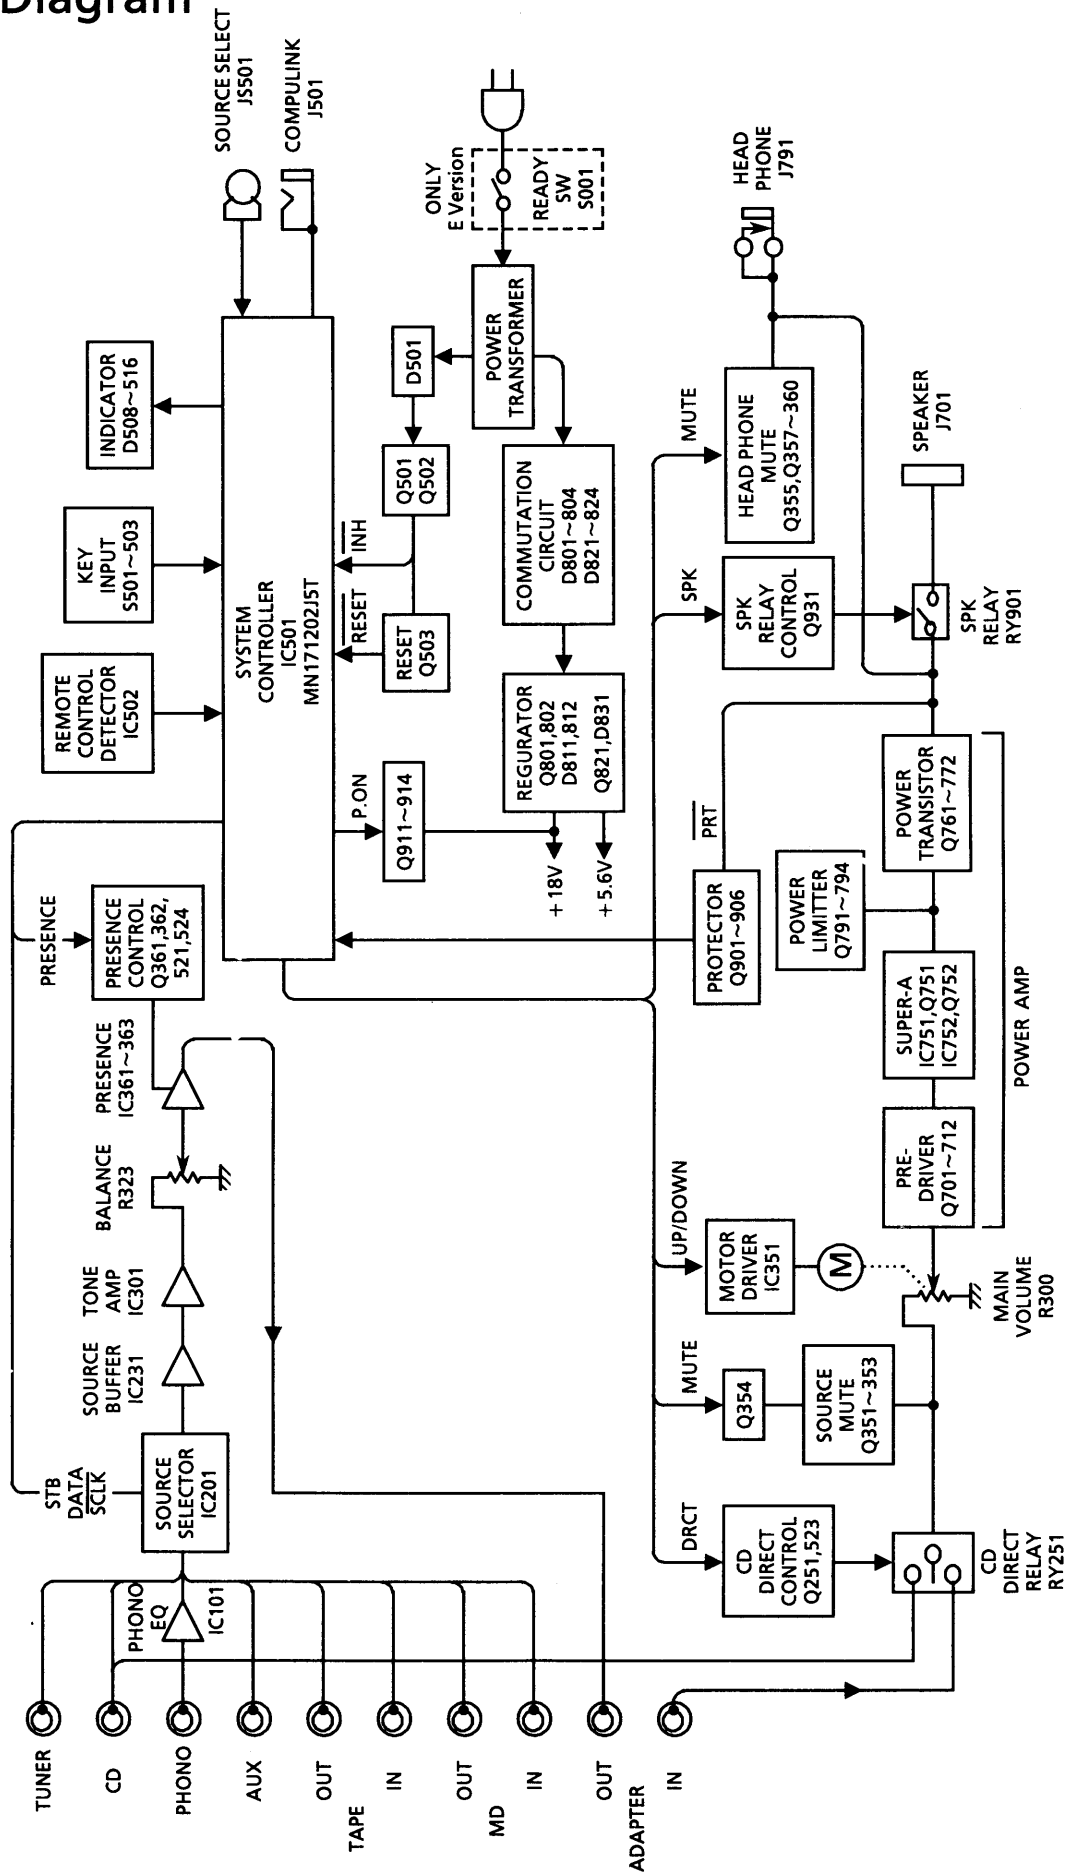 Diagram
SOURCE SELECT
JS501
COMPULINK
J501
INDICATOR
D508~516
KEY
INPUT
S501~503
REMOTE
CONTROL
DETECTOR
IC502
SYSTEM
CONTROLLER
IC501
MN171202J5T
ONLY
E Version
READY
SW
S001
POWER
TRANSFORMER
D501
Q501
Q502
INH
RESET
RESET
Q503
COMMUTATION
CIRCUIT
D801~804
D821~824
REGURATOR
Q801,802
D811,812
Q821,D831
P.ON
Q911~914
+18V
+5.6V
PRESENCE
PRESENCE
CONTROL
Q361,362,
521,524
PRESENCE
IC361~363
BALANCE
R323
TONE
AMP
IC301
SOURCE
BUFFER
IC231
STB
DATA
SCLK
SOURCE
SELECTOR
IC201
PHONO
EQ
IC101
TUNER
CD
PHONO
AUX
OUT
IN
TAPE
OUT
IN
MD
OUT
IN
ADAPTER
HEAD
PHONE
J791
MUTE
HEAD PHONE
MUTE
Q355,Q357~360
SPEAKER
J701
SPK
SPK
RELAY
CONTROL
Q931
SPK
RELAY
RY901
PRT
PROTECTOR
Q901~906
POWER
LIMITTER
Q791~794
POWER
TRANSISTOR
Q761~772
SUPER-A
IC751,Q751
IC752,Q752
PRE-
DRIVER
Q701~712
POWER AMP
UP/DOWN
MOTOR
DRIVER
IC351
M
MAIN
VOLUME
R300
MUTE
Q354
SOURCE
MUTE
Q351~353
DRCT
CD
DIRECT
CONTROL
Q251,523
CD
DIRECT
RELAY
RY251